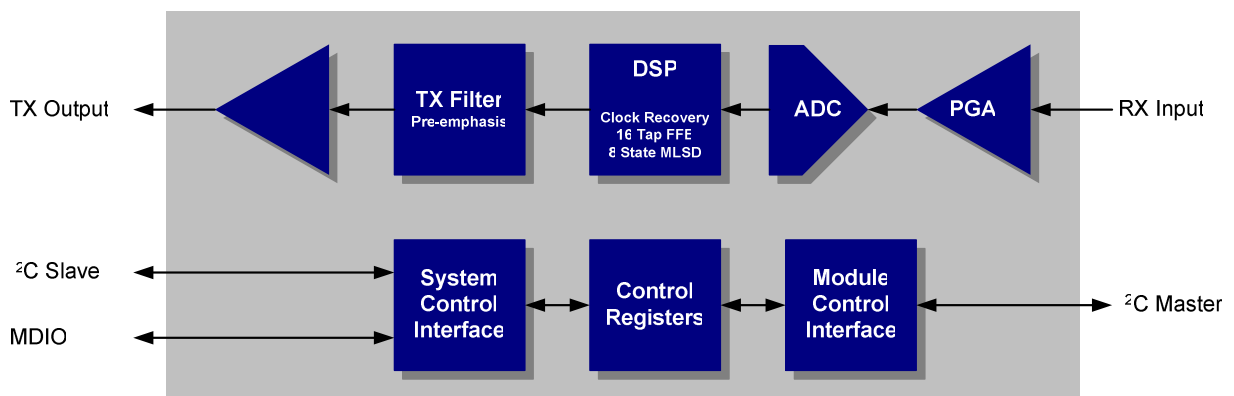 TX Output
TX Filter
Pre-emphasis
DSP
Clock Recovery
16 Tap FFE
8 State MLSD
ADC
PGA
RX Input
²C Slave
MDIO
System
Control
Interface
Control
Registers
Module
Control
Interface
²C Master